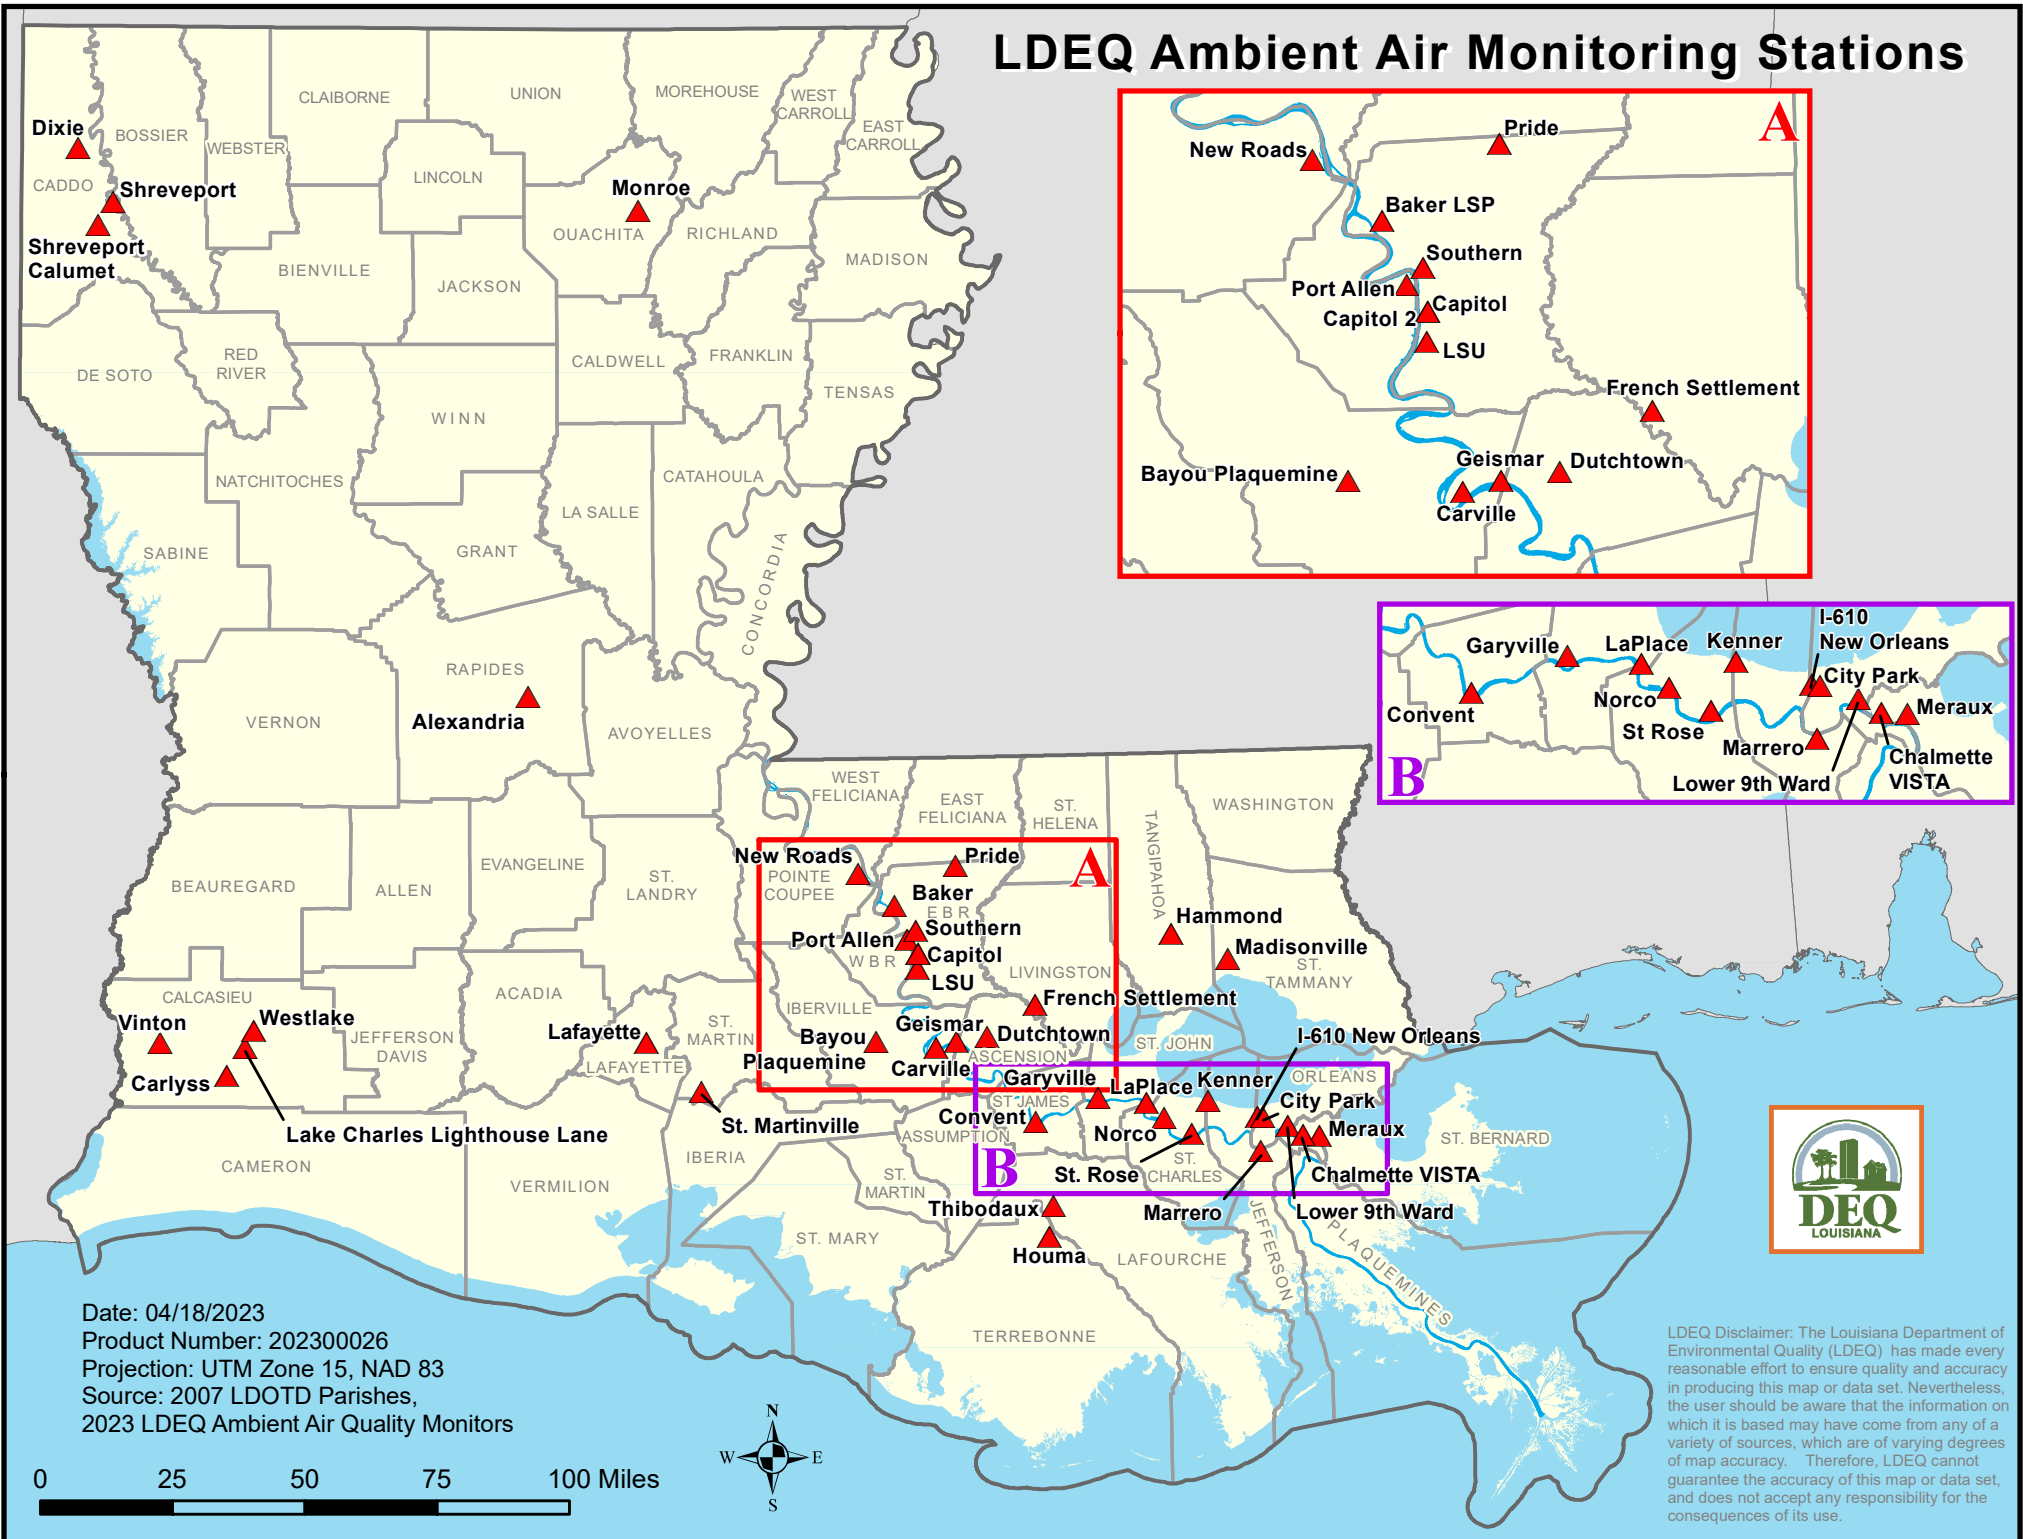 LDEQ Ambient Air Monitoring Stations
A
Pride
New Roads
Baker LSP
Southern
Port Allen
Capitol
Capitol 2
LSU
French Settlement
Geismar
Dutchtown
Bayou Plaquemine
Carville
B
I-610
New Orleans
Garyville
LaPlace
Kenner
City Park
Norco
Convent
Meraux
St Rose
Marrero
Chalmette
VISTA
Lower 9th Ward
CLAIBORNE
UNION
MOREHOUSE
WEST
CARROLL
EAST
CARROLL
Dixie
BOSSIER
WEBSTER
CADDO
Shreveport
LINCOLN
Monroe
Shreveport
Calumet
OUACHITA
RICHLAND
MADISON
BIENVILLE
JACKSON
RED
RIVER
DE SOTO
CALDWELL
FRANKLIN
TENSAS
WINN
NATCHITOCHES
CATAHOULA
LA SALLE
SABINE
GRANT
CONCORDIA
RAPIDES
Alexandria
VERNON
AVOYELLES
WEST
FELICIANA
EAST
FELICIANA
ST.
HELENA
TANGIPAHOA
WASHINGTON
BEAUREGARD
ALLEN
EVANGELINE
ST.
LANDRY
New Roads
POINTE
COUPEE
Pride
A
Baker
EBR
Southern
Port Allen
WBR
Capitol
LSU
Hammond
Madisonville
ST.
TAMMANY
LIVINGSTON
French Settlement
IBERVILLE
Geismar
Dutchtown
Bayou
Plaquemine
Carville
ASCENSION
CALCASIEU
Vinton
Westlake
Carlyss
Lake Charles Lighthouse Lane
JEFFERSON
DAVIS
ACADIA
Lafayette
LAFAYETTE
ST.
MARTIN
St. Martinville
ST. JOHN
I-610 New Orleans
ORLEANS
Garyville
LaPlace
Kenner
City Park
ST JAMES
Convent
Norco
Meraux
ASSUMPTION
St. Rose
ST.
CHARLES
Chalmette VISTA
B
ST. BERNARD
CAMERON
VERMILION
IBERIA
ST.
MARTIN
Thibodaux
Marrero
Lower 9th Ward
ST. MARY
Houma
LAFOURCHE
JEFFERSON
PLAQUEMINES
TERREBONNE
DEQ
LOUISIANA
Date: 04/18/2023
Product Number: 202300026
Projection: UTM Zone 15, NAD 83
Source: 2007 LDOTD Parishes,
2023 LDEQ Ambient Air Quality Monitors
0 25 50 75 100 Miles
N
W E
S
LDEQ Disclaimer: The Louisiana Department of
Environmental Quality (LDEQ) has made every
reasonable effort to ensure quality and accuracy
in producing this map or data set. Nevertheless,
the user should be aware that the information on
which it is based may have come from any of a
variety of sources, which are of varying degrees
of map accuracy. Therefore, LDEQ cannot
guarantee the accuracy of this map or data set,
and does not accept any responsibility for the
consequences of its use.